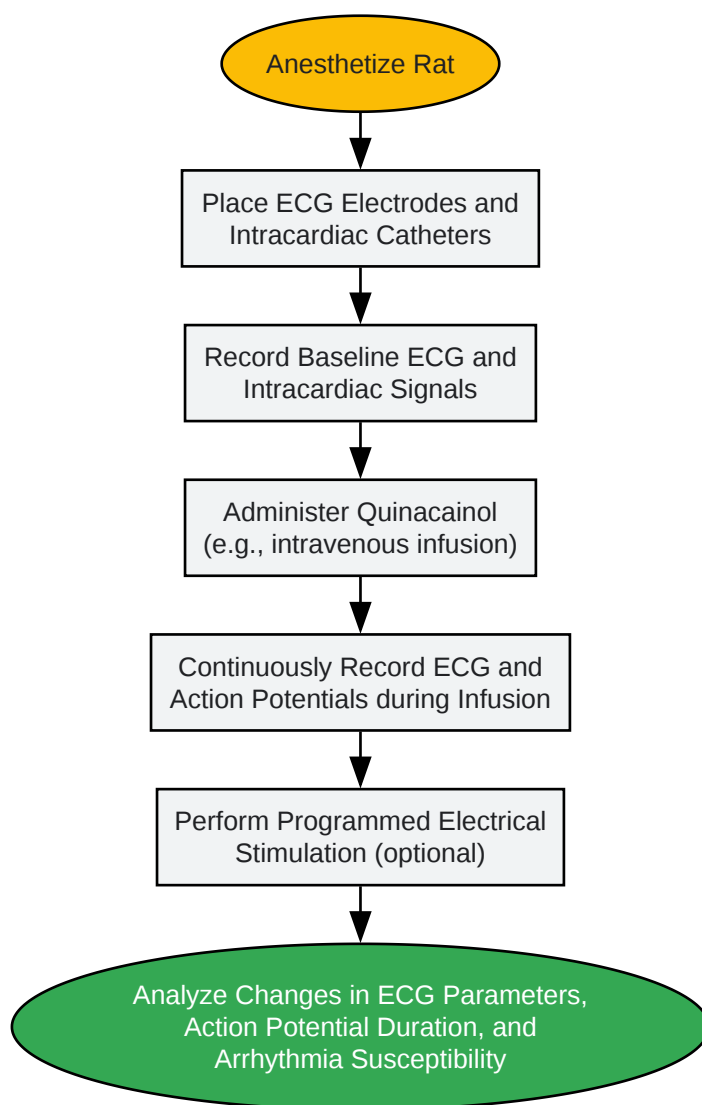 Anesthetize Rat
Place ECG Electrodes and
Intracardiac Catheters
Record Baseline ECG and
Intracardiac Signals
Administer Quinacainol
(e.g., intravenous infusion)
Continuously Record ECG and
Action Potentials during Infusion
Perform Programmed Electrical
Stimulation (optional)
Analyze Changes in ECG Parameters,
Action Potential Duration, and
Arrhythmia Susceptibility